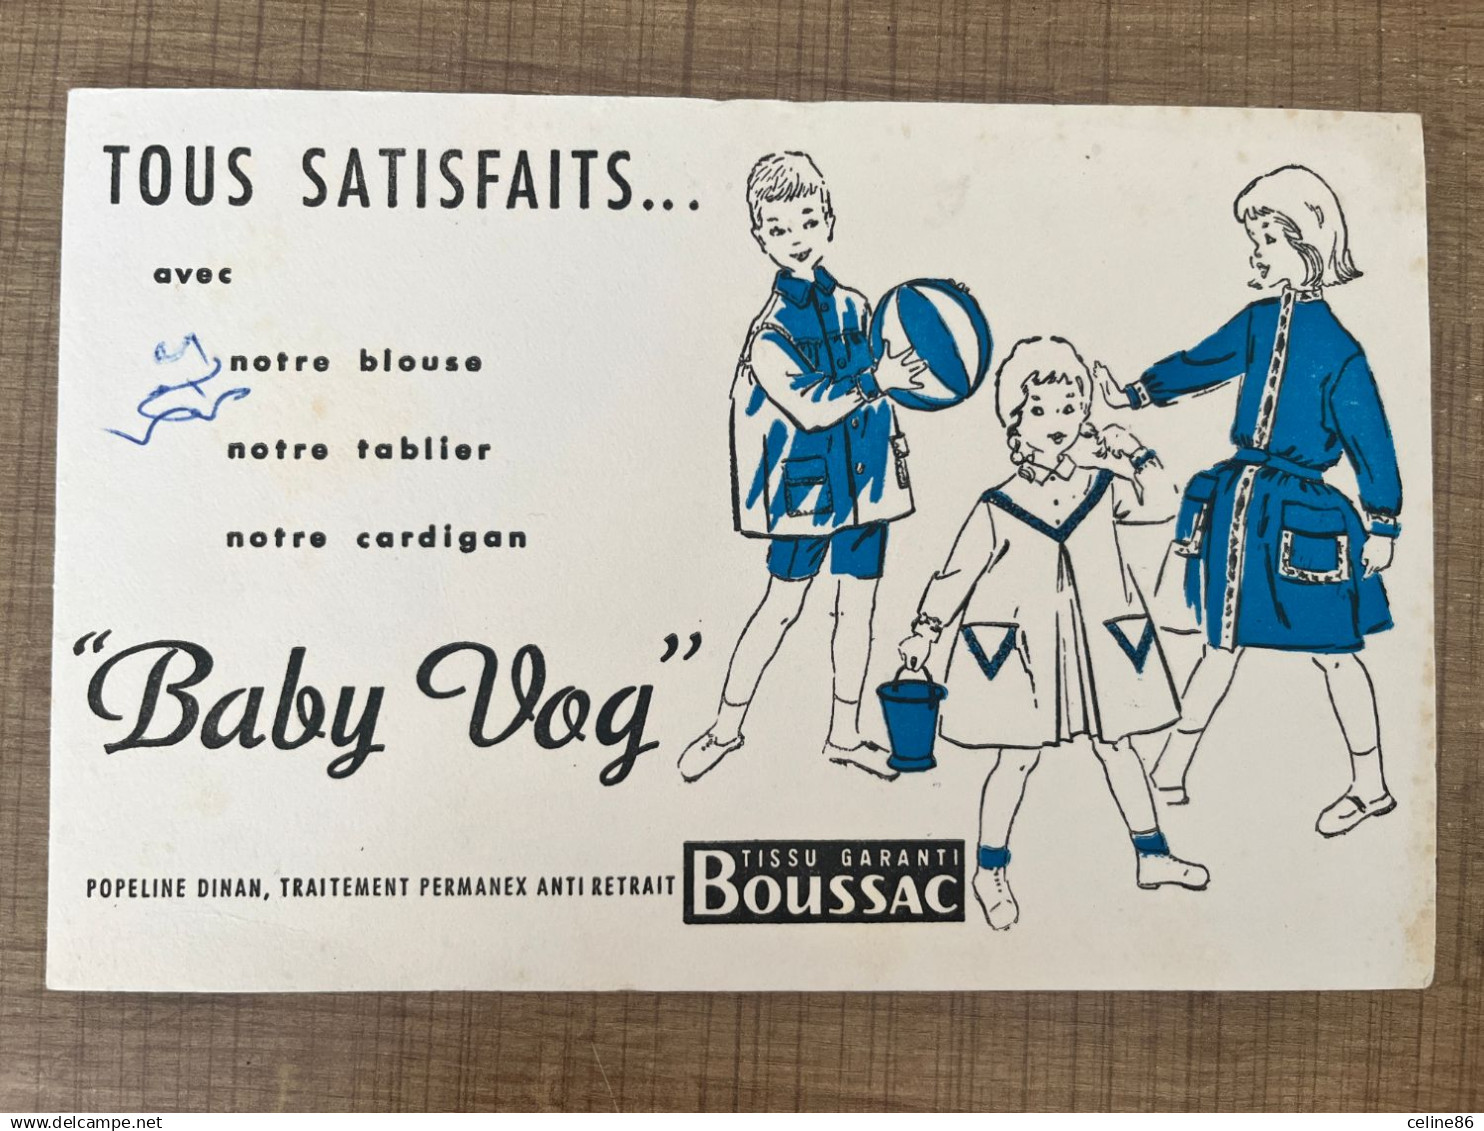 TOUS SATISFAITS...
avec
notre blouse
notre tablier
notre cardigan
"Baby Vog"
POPELINE DINAN, TRAITEMENT PERMANEX ANTI RETRAIT
TISSU GARANTI
BOUSSAC
Delcampe.net
celine86